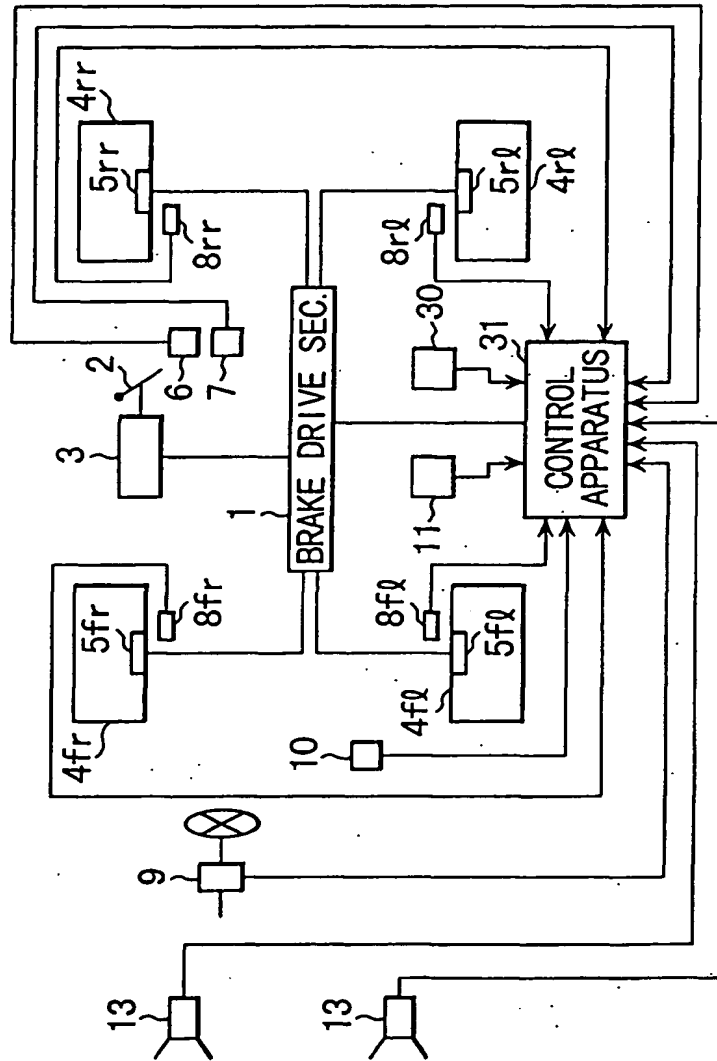 4rr
5rr
8rr
6
7
2
3
1
BRAKE DRIVE SEC.
5rℓ
4rℓ
8rℓ
30
31
CONTROL
APPARATUS
11
5fr
4fr
8fr
8fℓ
5fℓ
4fℓ
10
9
13
13